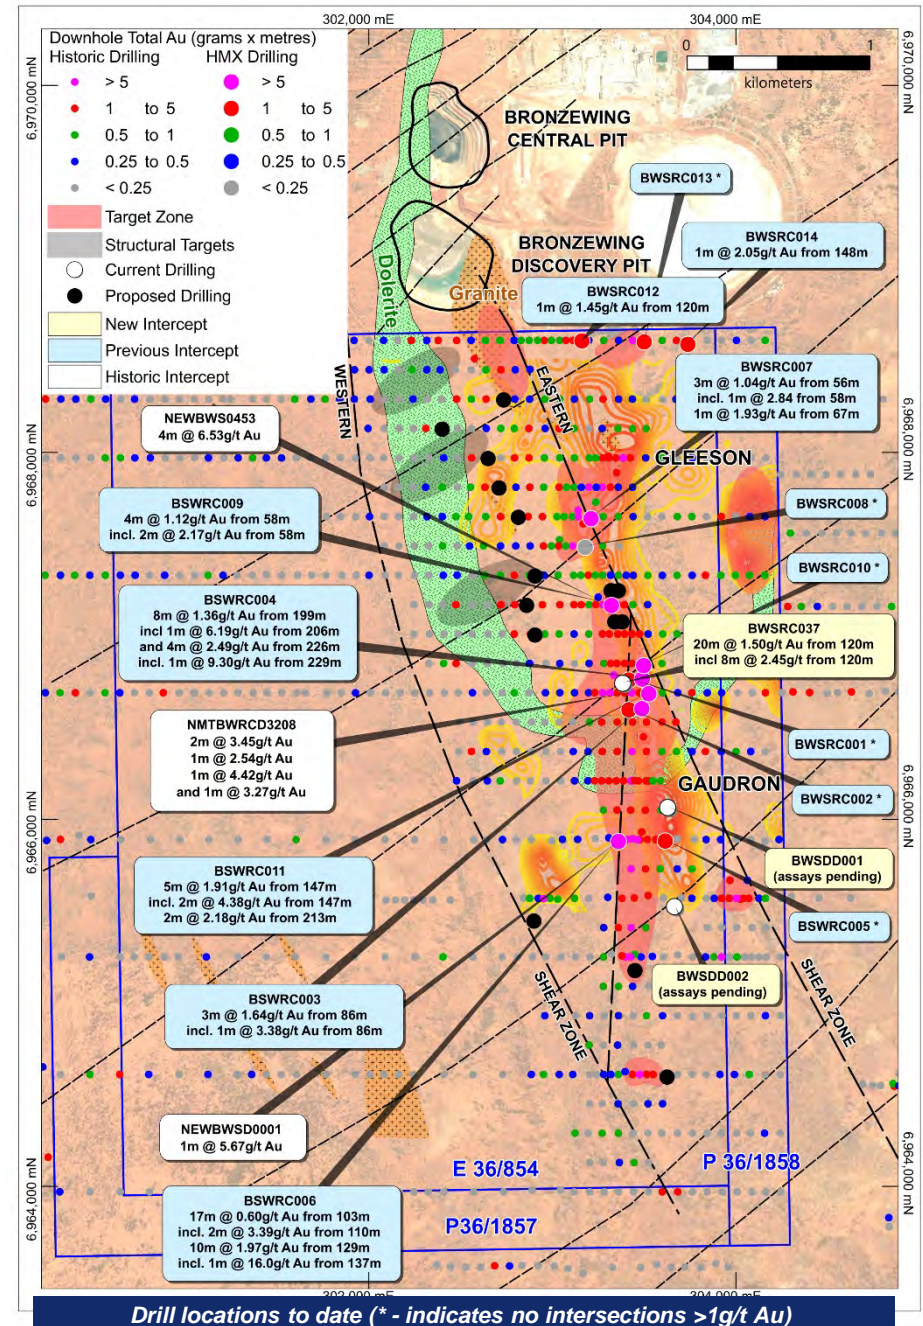 302,000 mE
304,000 mE
Downhole Total Au (grams x metres)
Historic Drilling
HMX Drilling
> 5
> 5
1 to 5
1 to 5
0.5 to 1
0.5 to 1
0.25 to 0.5
0.25 to 0.5
< 0.25
< 0.25
Target Zone
Structural Targets
Current Drilling
Proposed Drilling
New Intercept
Previous Intercept
Historic Intercept
0
1
kilometers
6,970,000 mN
6,970,000 mN
BRONZEWING
CENTRAL PIT
BWSRC013 *
BWSRC014
1m @ 2.05g/t Au from 148m
BRONZEWING
DISCOVERY PIT
Dolerite
Granite
BWSRC012
1m @ 1.45g/t Au from 120m
WESTERN
EASTERN
BWSRC007
3m @ 1.04g/t Au from 56m
incl. 1m @ 2.84 from 58m
1m @ 1.93g/t Au from 67m
NEWBWS0453
4m @ 6.53g/t Au
6,968,000 mN
6,968,000 mN
GLEESON
BSWRC009
4m @ 1.12g/t Au from 58m
incl. 2m @ 2.17g/t Au from 58m
BWSRC008 *
BWSRC010 *
BSWRC004
8m @ 1.36g/t Au from 199m
incl 1m @ 6.19g/t Au from 206m
and 4m @ 2.49g/t Au from 226m
incl. 1m @ 9.30g/t Au from 229m
BWSRC037
20m @ 1.50g/t Au from 120m
incl 8m @ 2.45g/t Au from 120m
NMTBWRCD3208
2m @ 3.45g/t Au
1m @ 2.54g/t Au
1m @ 4.42g/t Au
and 1m @ 3.27g/t Au
BWSRC001 *
GAUDRON
BWSRC002 *
6,966,000 mN
6,966,000 mN
BWSDD001
(assays pending)
BSWRC011
5m @ 1.91g/t Au from 147m
incl. 2m @ 4.38g/t Au from 147m
2m @ 2.18g/t Au from 213m
BSWRC005 *
BWSDD002
(assays pending)
SHEAR ZONE
SHEAR ZONE
BSWRC003
3m @ 1.64g/t Au from 86m
incl. 1m @ 3.38g/t Au from 86m
NEWBWSD0001
1m @ 5.67g/t Au
E 36/854
P 36/1858
6,964,000 mN
6,964,000 mN
BSWRC006
17m @ 0.60g/t Au from 103m
incl. 2m @ 3.39g/t Au from 110m
10m @ 1.97g/t Au from 129m
incl. 1m @ 16.0g/t Au from 137m
P36/1857
302,000 mE
304,000 mE
Drill locations to date (* - indicates no intersections >1g/t Au)